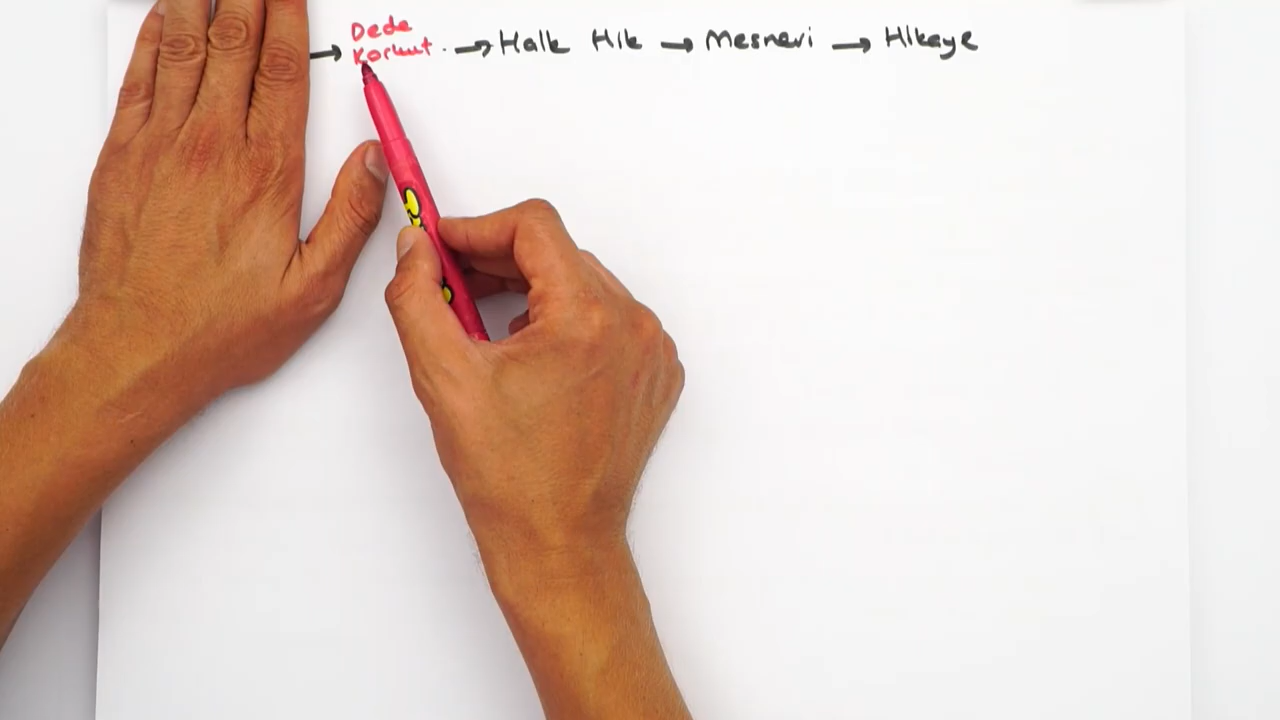 → Dede Korkut → Halk Hik → Mesnevi → Hikaye